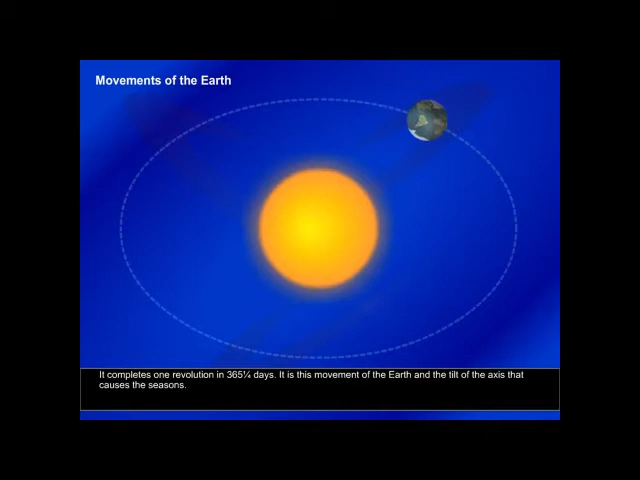 Movements of the Earth
It completes one revolution in 365¼ days. It is this movement of the Earth and the tilt of the axis that
causes the seasons.